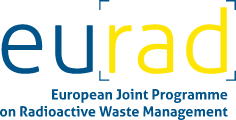 eurad
European Joint Programme
on Radioactive Waste Management